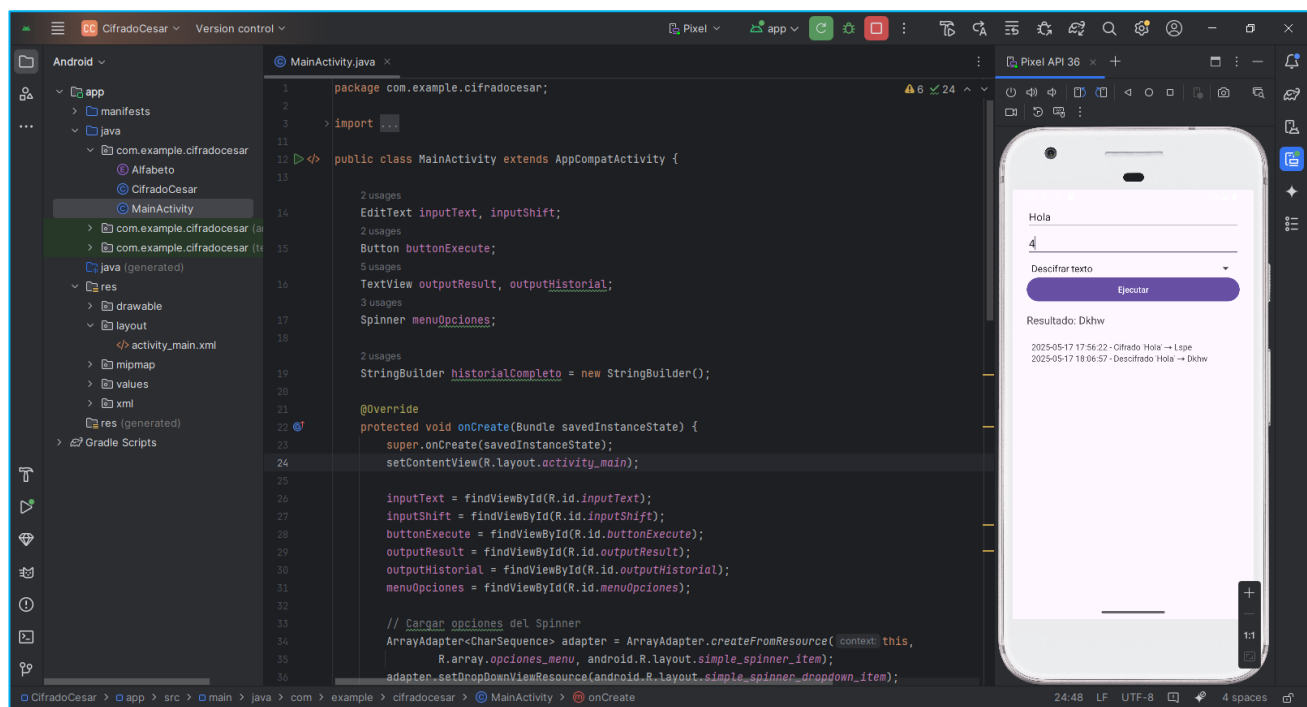 CC CifradoCesar Version control Pixel app
Android
MainActivity.java
Pixel API 36
app
manifests
java
com.example.cifradocesar
Alfabeto
CifradoCesar
MainActivity
com.example.cifradocesar (a
com.example.cifradocesar (te
java (generated)
res
drawable
layout
activity_main.xml
mipmap
values
xml
res (generated)
Gradle Scripts
6 24
1 package com.example.cifradocesar;
2
3 import ...
11
12 public class MainActivity extends AppCompatActivity {
13
2 usages
14 EditText inputText, inputShift;
2 usages
15 Button buttonExecute;
5 usages
16 TextView outputResult, outputHistorial;
3 usages
17 Spinner menuOpciones;
18
2 usages
19 StringBuilder historialCompleto = new StringBuilder();
20
21 @Override
22 protected void onCreate(Bundle savedInstanceState) {
23 super.onCreate(savedInstanceState);
24 setContentView(R.layout.activity_main);
25
26 inputText = findViewById(R.id.inputText);
27 inputShift = findViewById(R.id.inputShift);
28 buttonExecute = findViewById(R.id.buttonExecute);
29 outputResult = findViewById(R.id.outputResult);
30 outputHistorial = findViewById(R.id.outputHistorial);
31 menuOpciones = findViewById(R.id.menuOpciones);
32
33 // Cargar opciones del Spinner
34 ArrayAdapter<CharSequence> adapter = ArrayAdapter.createFromResource( context: this,
35 R.array.opciones_menu, android.R.layout.simple_spinner_item);
36 adapter.setDropDownViewResource(android.R.layout.simple_spinner_dropdown_item);
Hola
4
Descifrar texto
Ejecutar
Resultado: Dkhw
2025-05-17 17:56:22 - Cifrado 'Hola' → Lspe
2025-05-17 18:06:57 - Descifrado 'Hola' → Dkhw
1:1
CifradoCesar > app > src > main > java > com > example > cifradocesar > MainActivity > onCreate
24:48 LF UTF-8 4 spaces